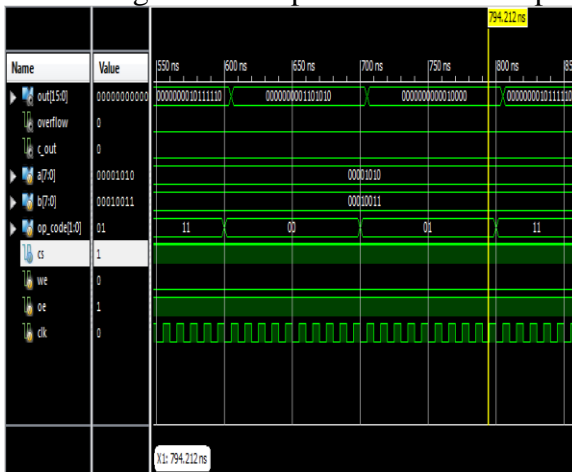 794.212 ns
Name Value 550 ns 600 ns 650 ns 700 ns 750 ns 800 ns
out[15:0] 00000000000 0000000010111110 0000000001101010 0000000000010000 0000000010111110
overflow 0
c_out 0
a[7:0] 00001010 00001010
b[7:0] 00010011 00010011
op_code[1:0] 01 11 00 01 11
cs 1
we 0
oe 1
clk 0
X1: 794.212 ns